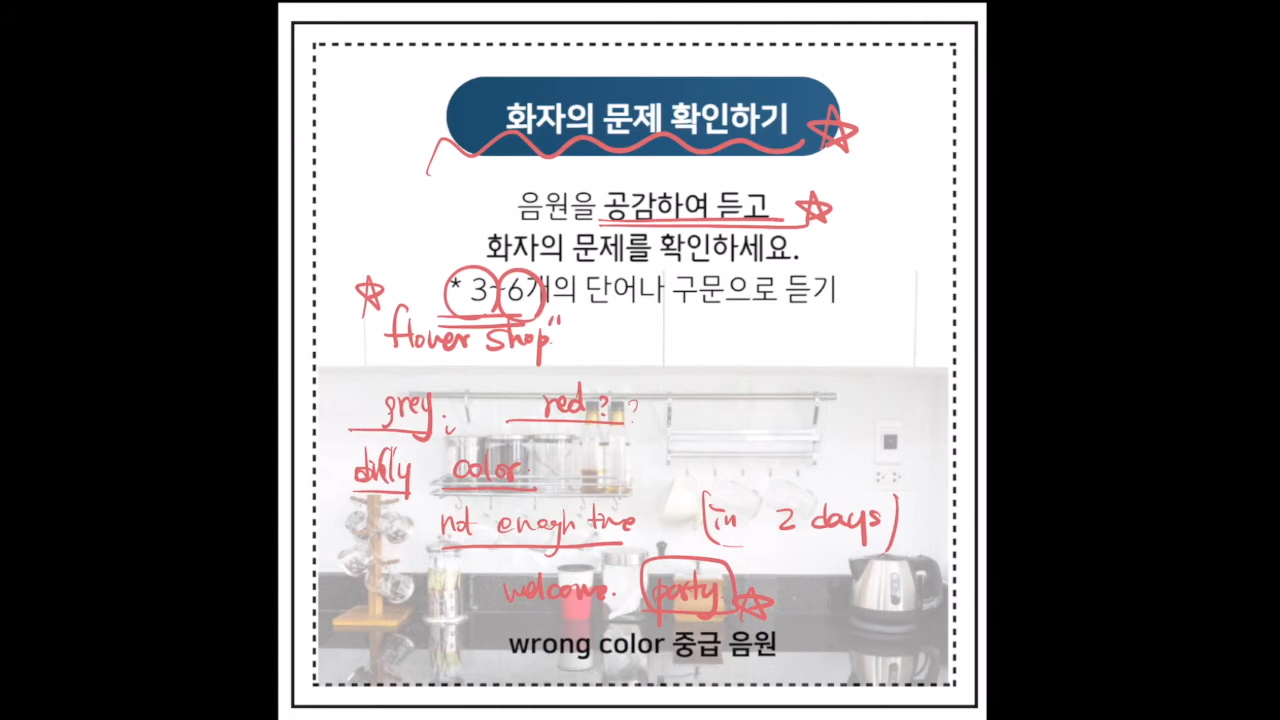 화자의 문제 확인하기
음원을 공감하여 듣고
화자의 문제를 확인하세요.
* 3~6개의 단어나 구문으로 듣기
flower shop"
grey. red? ?
color
not enough time (in 2 days)
welcome. party
wrong color 중급 음원